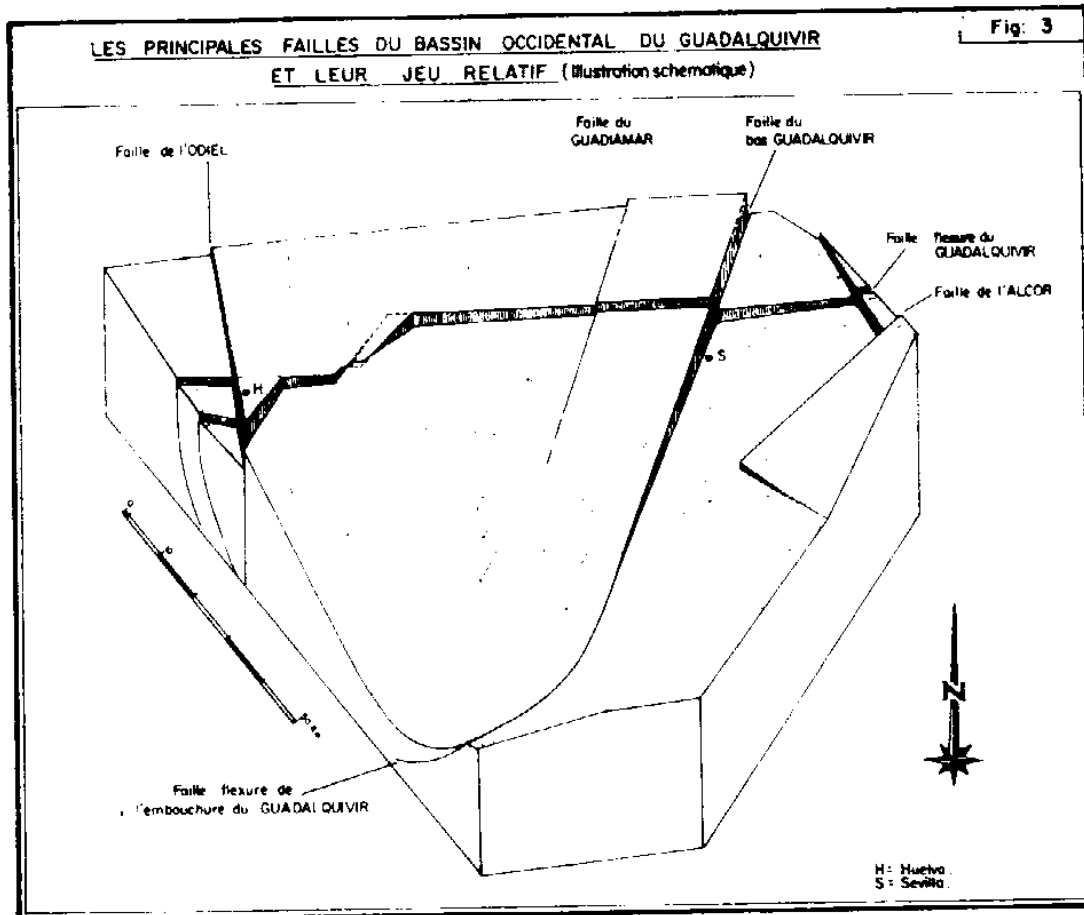 Fig: 3
LES PRINCIPALES FAILLES DU BASSIN OCCIDENTAL DU GUADALQUIVIR
ET LEUR JEU RELATIF (Illustration schematique)
Faille de l'ODIEL
Faille du
GUADIAMAR
Faille du
bas GUADALQUIVIR
Faille flexure du
GUADALQUIVIR
Faille de l'ALCOR
S
H
0
N
Faille flexure de
l'embouchure du GUADALQUIVIR
H = Huelva.
S = Sevilla.